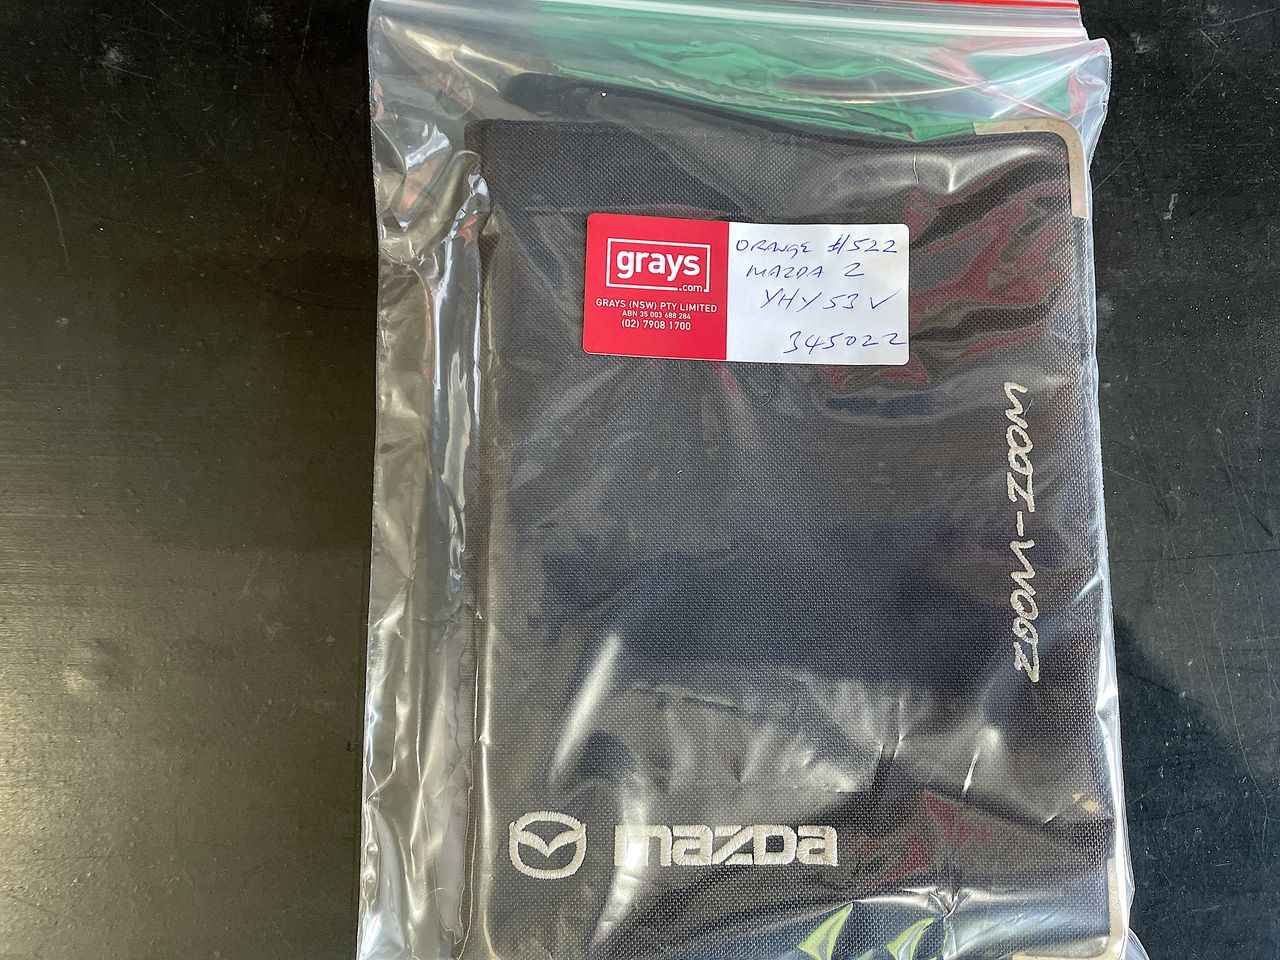 grays
.com
GRAYS (NSW) PTY LIMITED
ABN 35 003 688 284
(02) 7908 1700
ORANGE #522
MAZDA 2
YHY53V
345022
ZOOM-ZOOM
mazda